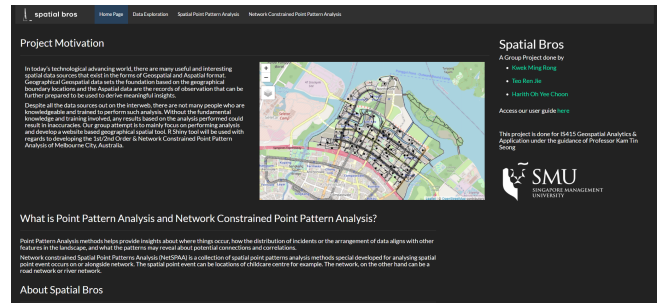 spatial bros
Home Page
Data Exploration
Spatial Point Pattern Analysis
Network Constrained Point Pattern Analysis
Project Motivation
In today's technological advancing world, there are many useful and interesting
spatial data sources that exist in the forms of Geospatial and Aspatial format.
Geographical Geospatial data sets the foundation based on the geographical
boundary locations and the Aspatial data are the records of observation that can be
further prepared to be used to derive meaningful insights.
Despite all the data sources out on the interweb, there are not many people who are
knowledgeable and trained to perform such analysis. Without the fundamental
knowledge and training involved, any results based on the analysis performed could
result in inaccuracies. Our group attempt is to mainly focus on performing analysis
and develop a website based geographical spatial tool. R Shiny tool will be used with
regards to developing the 1st/2nd Order & Network Constrained Point Pattern
Analysis of Melbourne City, Australia.
+
Spatial Bros
A Group Project done by
Kwek Ming Rong
Teo Ren Jie
Harith Oh Yee Choon
Access our user guide here
This project is done for IS415 Geospatial Analytics &
Application under the guidance of Professor Kam Tin
Seong
SMU
SINGAPORE MANAGEMENT
UNIVERSITY
What is Point Pattern Analysis and Network Constrained Point Pattern Analysis?
Point Pattern Analysis methods helps provide insights about where things occur, how the distribution of incidents or the arrangement of data aligns with other
features in the landscape, and what the patterns may reveal about potential connections and correlations.
Network constrained Spatial Point Patterns Analysis (NetSPAA) is a collection of spatial point patterns analysis methods special developed for analysing spatial
point event occurs on or alongside network. The spatial point event can be locations of childcare centre for example. The network, on the other hand can be a
road network or river network.
About Spatial Bros